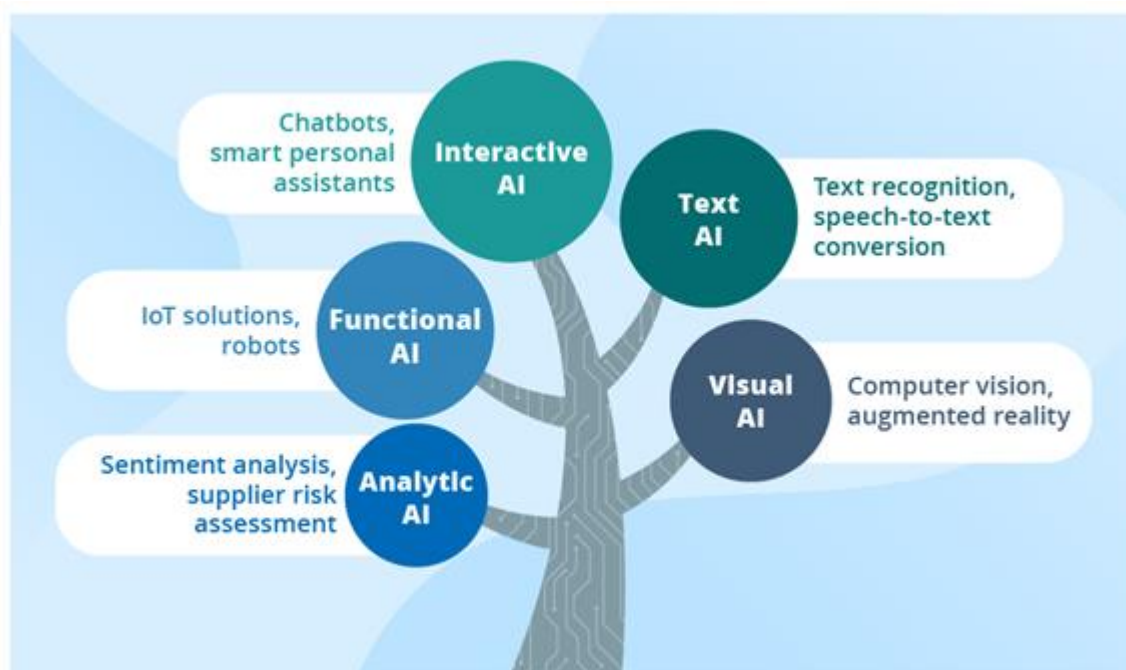 Chatbots,
smart personal
assistants
Interactive
AI
Text
AI
Text recognition,
speech-to-text
conversion
IoT solutions,
robots
Functional
AI
Visual
AI
Computer vision,
augmented reality
Sentiment analysis,
supplier risk
assessment
Analytic
AI